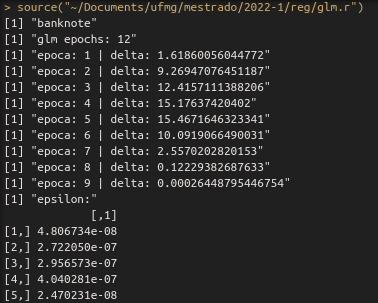 > source("~/Documents/ufmg/mestrado/2022-1/reg/glm.r")
[1] "banknote"
[1] "glm epochs: 12"
[1] "epoca: 1 | delta: 1.61860056044772"
[1] "epoca: 2 | delta: 9.26947076451187"
[1] "epoca: 3 | delta: 12.4157111388206"
[1] "epoca: 4 | delta: 15.17637420402"
[1] "epoca: 5 | delta: 15.4671646323341"
[1] "epoca: 6 | delta: 10.0919066490031"
[1] "epoca: 7 | delta: 2.5570202820153"
[1] "epoca: 8 | delta: 0.12229382687633"
[1] "epoca: 9 | delta: 0.00026448795446754"
[1] "epsilon:"
[,1]
[1,] 4.806734e-08
[2,] 2.722050e-07
[3,] 2.956573e-07
[4,] 4.040281e-07
[5,] 2.470231e-08